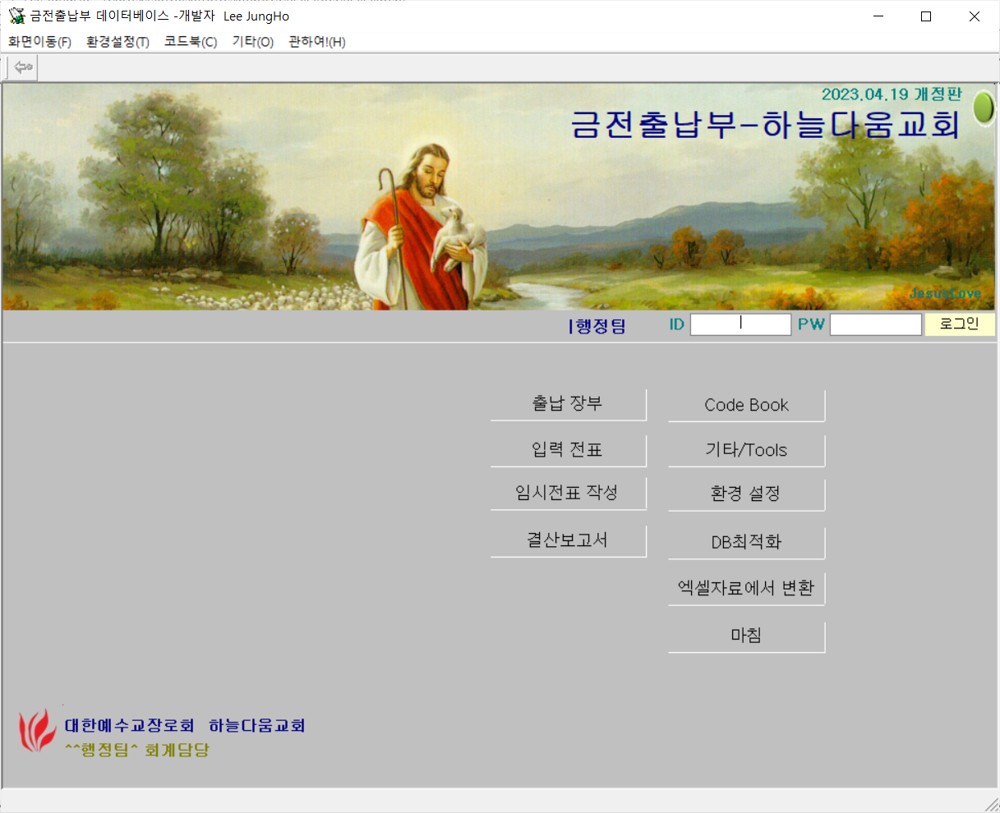 금전출납부 데이터베이스 -개발자 Lee JungHo
화면이동(F) 환경설정(T) 코드북(C) 기타(O) 관하여!(H)
2023.04.19 개정판
금전출납부-하늘다움교회
JesusLove
|행정팀 ID PW 로그인
출납 장부 Code Book
입력 전표 기타/Tools
임시전표 작성 환경 설정
결산보고서 DB최적화
엑셀자료에서 변환
마침
대한예수교장로회 하늘다움교회
^^행정팀^ 회계담당